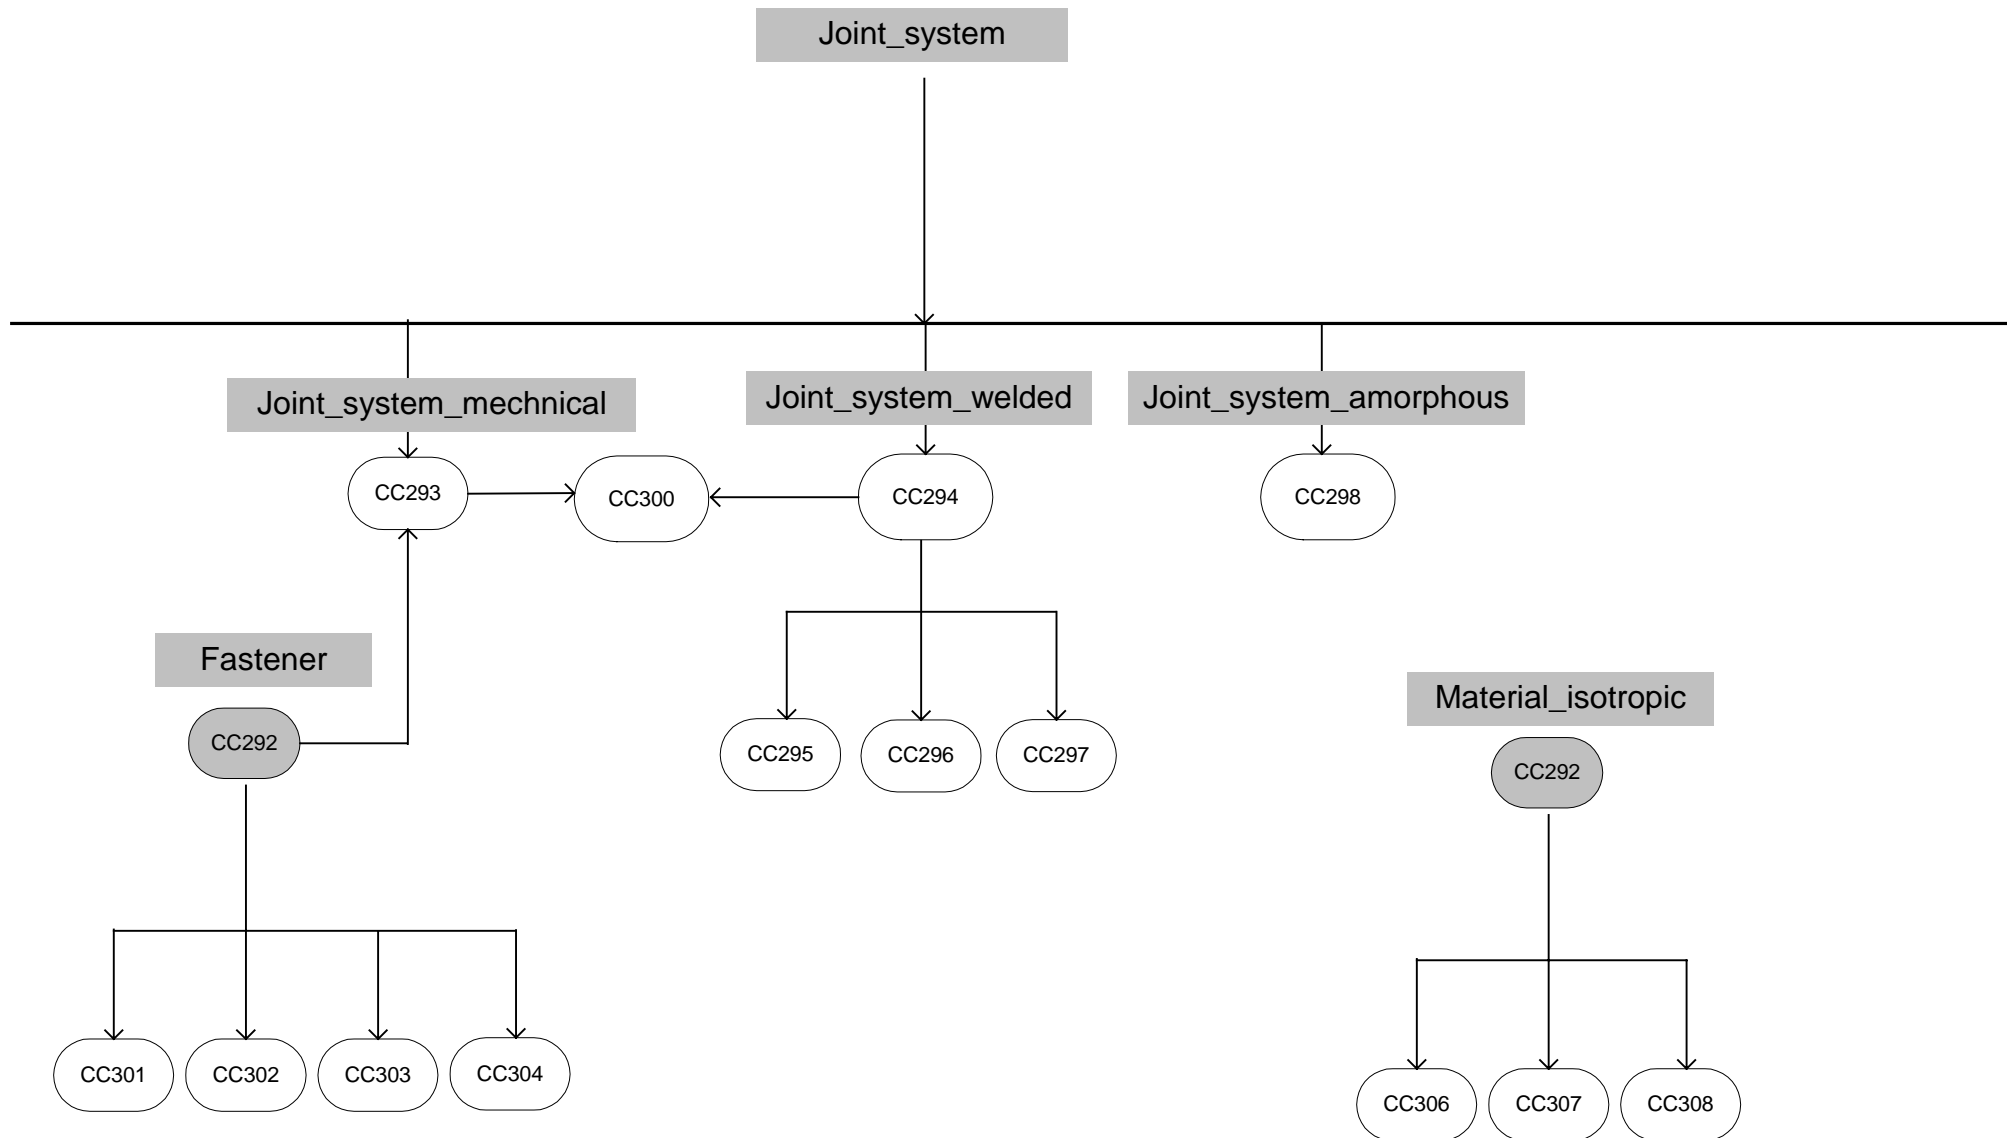 Joint_system
Joint_system_mechnical
Joint_system_welded
Joint_system_amorphous
CC293
CC300
CC294
CC298
Fastener
Material_isotropic
CC292
CC295
CC296
CC297
CC292
CC301
CC302
CC303
CC304
CC306
CC307
CC308